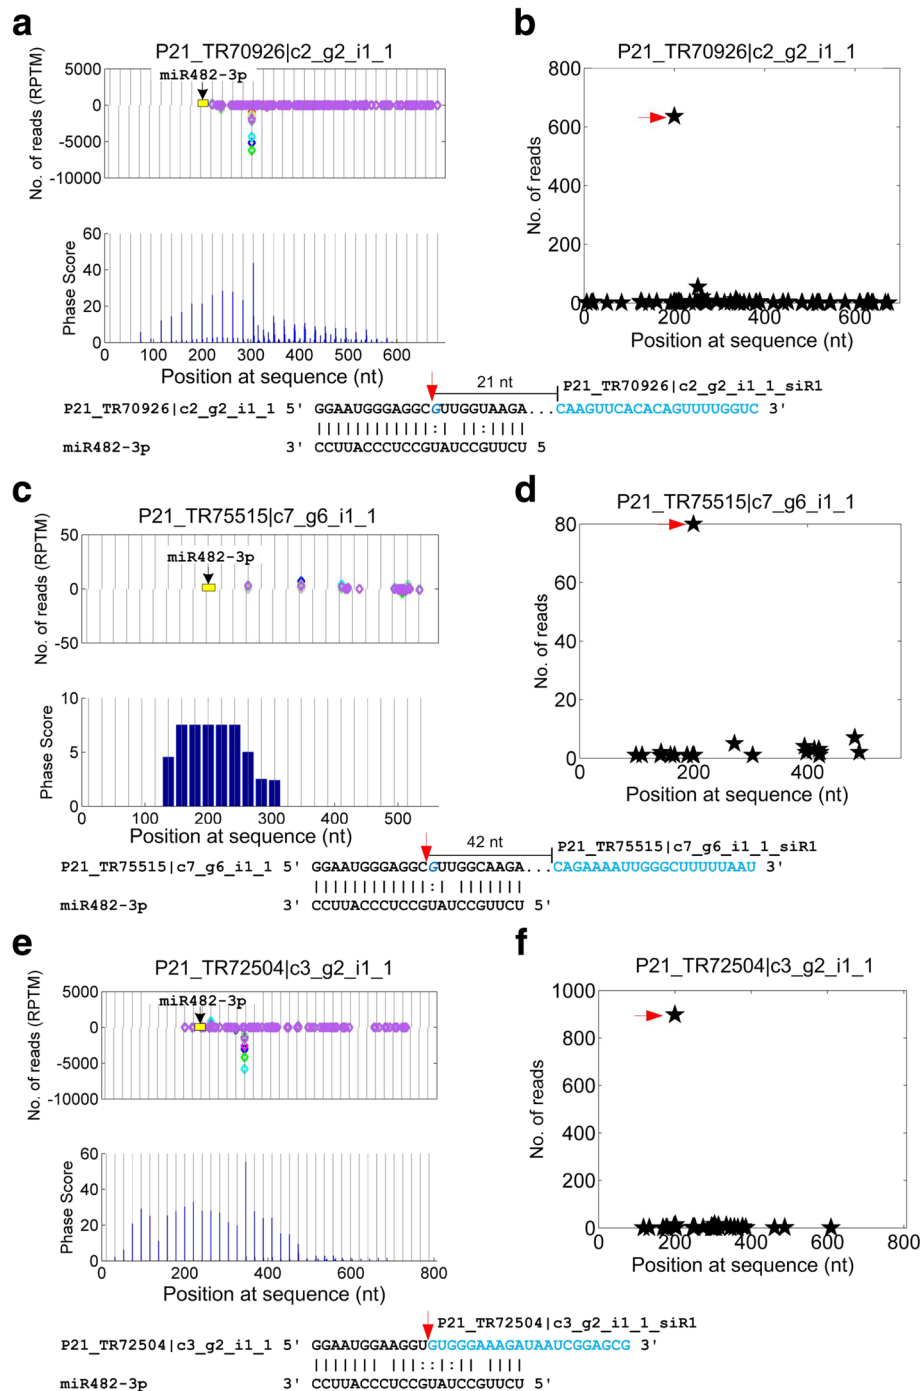 a
P21_TR70926|c2_g2_i1_1
No. of reads (RPTM)
5000
0
-5000
-10000
miR482-3p
Phase Score
60
40
20
0
0 100 200 300 400 500 600
Position at sequence (nt)
b
P21_TR70926|c2_g2_i1_1
No. of reads
800
600
400
200
0
0 200 400 600
Position at sequence (nt)
21 nt
P21_TR70926|c2_g2_i1_1_siR1
P21_TR70926|c2_g2_i1_1 5' GGAAUGGGAGGCGUUGGUAAGA...CAAGUUCACACAGUUUUGGUC 3'
miR482-3p 3' CCUUACCCUCCGUAUCCGUUCU 5
c
P21_TR75515|c7_g6_i1_1
No. of reads (RPTM)
50
0
-50
miR482-3p
Phase Score
10
5
0
0 100 200 300 400 500
Position at sequence (nt)
d
P21_TR75515|c7_g6_i1_1
No. of reads
80
60
40
20
0
0 200 400
Position at sequence (nt)
42 nt
P21_TR75515|c7_g6_i1_1_siR1
P21_TR75515|c7_g6_i1_1 5' GGAAUGGGAGGCGUUGGCAAGA...CAGAAAAUUGGGCUUUUUAAU 3'
miR482-3p 3' CCUUACCCUCCGUAUCCGUUCU 5'
e
P21_TR72504|c3_g2_i1_1
No. of reads (RPTM)
5000
0
-5000
-10000
miR482-3p
Phase Score
60
40
20
0
0 200 400 600 800
Position at sequence (nt)
f
P21_TR72504|c3_g2_i1_1
No. of reads
1000
800
600
400
200
0
0 200 400 600 800
Position at sequence (nt)
P21_TR72504|c3_g2_i1_1_siR1
P21_TR72504|c3_g2_i1_1 5' GGAAUGGAAGGUGUGGGAAAGAUAAUCGGAGCG 3'
miR482-3p 3' CCUUACCCUCCGUAUCCGUUCU 5'